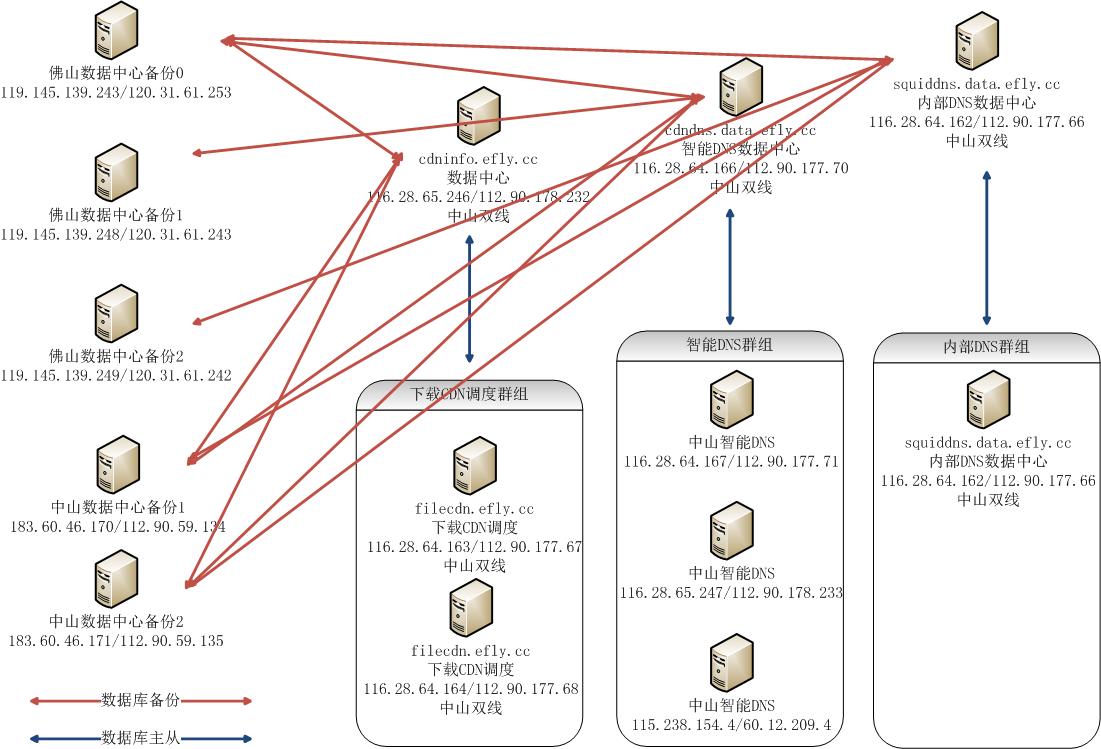 佛山数据中心备份0
119.145.139.243/120.31.61.253
佛山数据中心备份1
119.145.139.248/120.31.61.243
佛山数据中心备份2
119.145.139.249/120.31.61.242
中山数据中心备份1
183.60.46.170/112.90.59.134
中山数据中心备份2
183.60.46.171/112.90.59.135
数据库备份
数据库主从
cdninfo.efly.cc
数据中心
116.28.65.246/112.90.178.232
中山双线
下载CDN调度群组
filecdn.efly.cc
下载CDN调度
116.28.64.163/112.90.177.67
中山双线
filecdn.efly.cc
下载CDN调度
116.28.64.164/112.90.177.68
中山双线
cdndns.data.efly.cc
智能DNS数据中心
116.28.64.166/112.90.177.70
中山双线
智能DNS群组
中山智能DNS
116.28.64.167/112.90.177.71
中山智能DNS
116.28.65.247/112.90.178.233
中山智能DNS
115.238.154.4/60.12.209.4
squiddns.data.efly.cc
内部DNS数据中心
116.28.64.162/112.90.177.66
中山双线
内部DNS群组
squiddns.data.efly.cc
内部DNS数据中心
116.28.64.162/112.90.177.66
中山双线